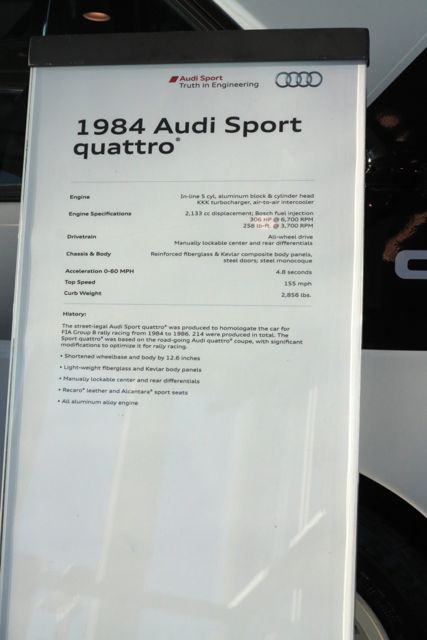 Audi Sport
Truth in Engineering
1984 Audi Sport
quattro®
Engine In-line 5 cyl, aluminum block & cylinder head
KKK turbocharger, air-to-air intercooler
Engine Specifications 2,133 cc displacement; Bosch fuel injection
306 HP @ 6,700 RPM
258 lb-ft. @ 3,700 RPM
Drivetrain All-wheel drive
Manually lockable center and rear differentials
Chassis & Body Reinforced fiberglass & Kevlar composite body panels,
steel doors; steel monocoque
Acceleration 0-60 MPH 4.8 seconds
Top Speed 155 mph
Curb Weight 2,856 lbs.
History:
The street-legal Audi Sport quattro® was produced to homologate the car for
FIA Group B rally racing from 1984 to 1986. 214 were produced in total. The
Sport quattro® was based on the road-going Audi quattro® coupe, with significant
modifications to optimize it for rally racing.
• Shortened wheelbase and body by 12.6 inches
• Light-weight fiberglass and Kevlar body panels
• Manually lockable center and rear differentials
• Recaro® leather and Alcantara® sport seats
• All aluminum alloy engine